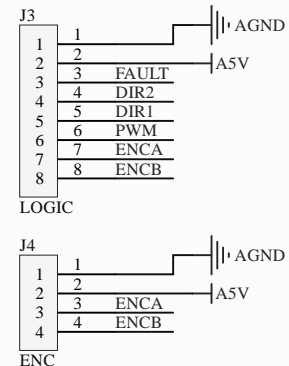 J3
1 1 AGND
2 2 A5V
3 3 FAULT
4 4 DIR2
5 5 DIR1
6 6 PWM
7 7 ENCA
8 8 ENCB
LOGIC
J4
1 1 AGND
2 2 A5V
3 3 ENCA
4 4 ENCB
ENC